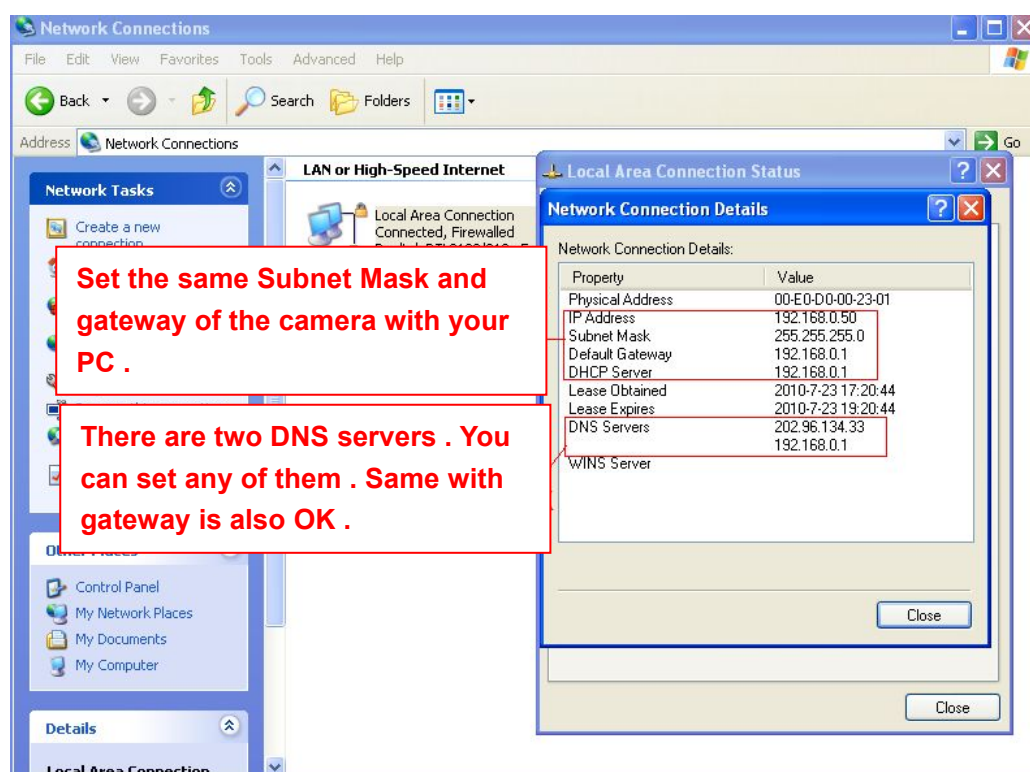 Network Connections
File Edit View Favorites Tools Advanced Help
Back Search Folders
Address Network Connections Go
Network Tasks
Create a new
connection
LAN or High-Speed Internet
Local Area Connection
Connected, Firewalled
Set the same Subnet Mask and
gateway of the camera with your
PC .
There are two DNS servers . You
can set any of them . Same with
gateway is also OK .
Other Places
Control Panel
My Network Places
My Documents
My Computer
Details
Local Area Connection
Local Area Connection Status
Network Connection Details
Network Connection Details:
Property Value
Physical Address 00-E0-D0-00-23-01
IP Address 192.168.0.50
Subnet Mask 255.255.255.0
Default Gateway 192.168.0.1
DHCP Server 192.168.0.1
Lease Obtained 2010-7-23 17:20:44
Lease Expires 2010-7-23 19:20:44
DNS Servers 202.96.134.33
192.168.0.1
WINS Server
Close
Close